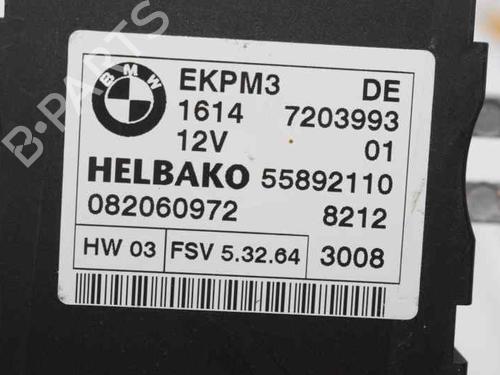 B-PARTS
BMW
EKPM3 DE
1614 7203993
12V 01
HELBAKO 55892110
082060972 8212
HW 03 FSV 5.32.64 3008